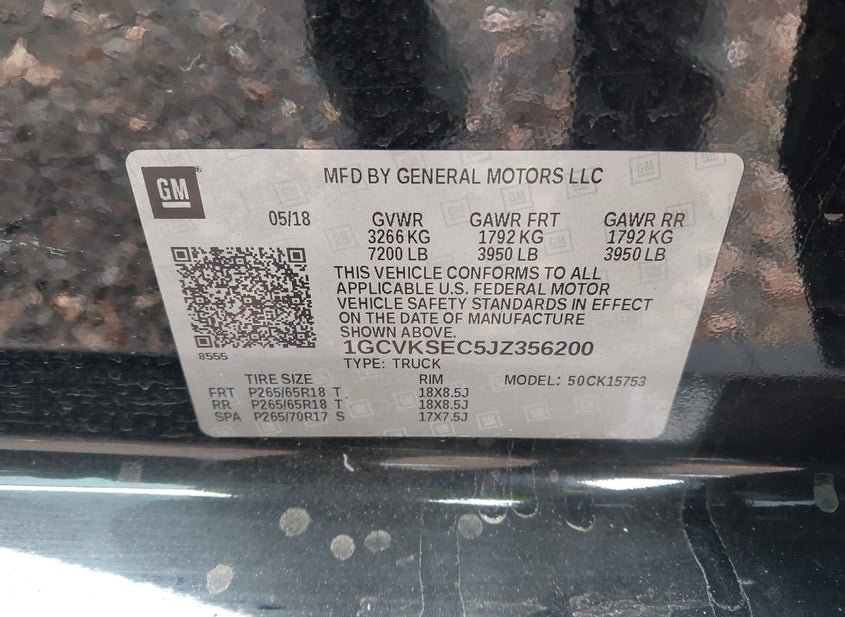 GM
MFD BY GENERAL MOTORS LLC
05/18 GVWR GAWR FRT GAWR RR
3266 KG 1792 KG 1792 KG
7200 LB 3950 LB 3950 LB
THIS VEHICLE CONFORMS TO ALL
APPLICABLE U.S. FEDERAL MOTOR
VEHICLE SAFETY STANDARDS IN EFFECT
ON THE DATE OF MANUFACTURE
SHOWN ABOVE.
8555
1GCVKSEC5JZ356200
TYPE: TRUCK
TIRE SIZE RIM MODEL: 50CK15753
FRT P265/65R18 T 18X8.5J
RR P265/65R18 T 18X8.5J
SPA P265/70R17 S 17X7.5J